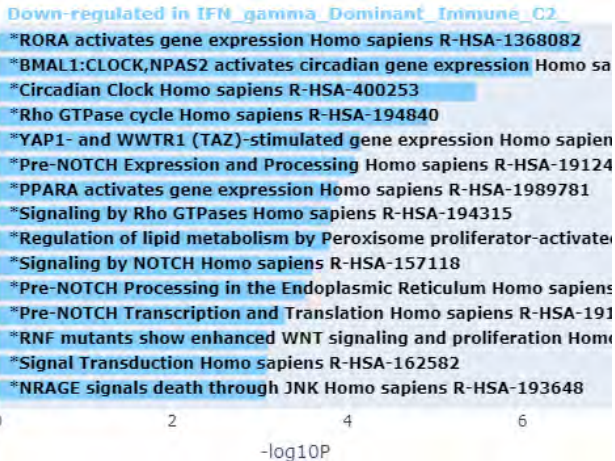 Down-regulated in IFN_gamma_Dominant_Immune_C2_
*RORA activates gene expression Homo sapiens R-HSA-1368082
*BMAL1:CLOCK,NPAS2 activates circadian gene expression Homo sa
*Circadian Clock Homo sapiens R-HSA-400253
*Rho GTPase cycle Homo sapiens R-HSA-194840
*YAP1- and WWTR1 (TAZ)-stimulated gene expression Homo sapien
*Pre-NOTCH Expression and Processing Homo sapiens R-HSA-19124
*PPARA activates gene expression Homo sapiens R-HSA-1989781
*Signaling by Rho GTPases Homo sapiens R-HSA-194315
*Regulation of lipid metabolism by Peroxisome proliferator-activated
*Signaling by NOTCH Homo sapiens R-HSA-157118
*Pre-NOTCH Processing in the Endoplasmic Reticulum Homo sapiens
*Pre-NOTCH Transcription and Translation Homo sapiens R-HSA-191
*RNF mutants show enhanced WNT signaling and proliferation Homo
*Signal Transduction Homo sapiens R-HSA-162582
*NRAGE signals death through JNK Homo sapiens R-HSA-193648
0 2 4 6
-log10P